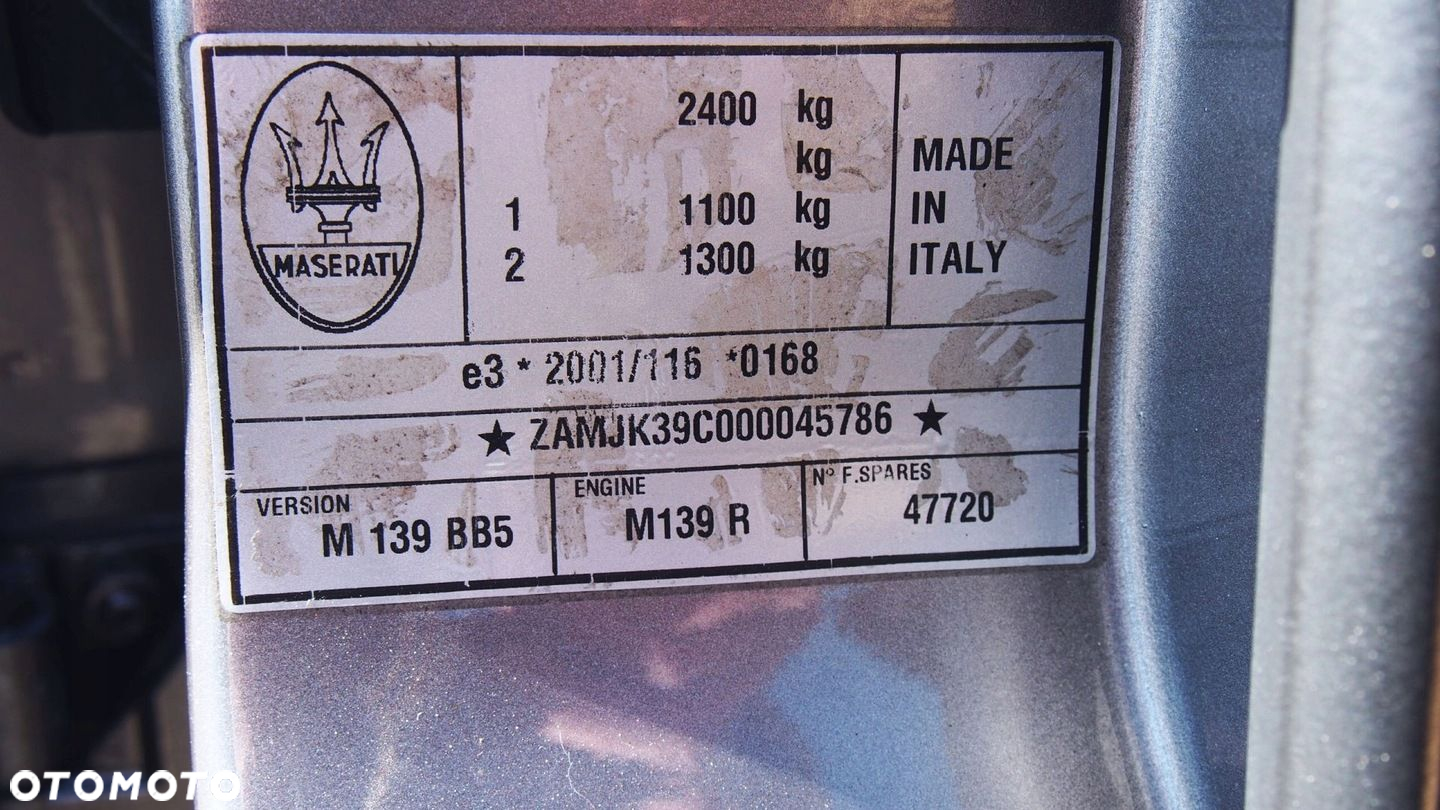 MASERATI
2400 kg
kg
1 1100 kg
2 1300 kg
MADE
IN
ITALY
e3 * 2001/116 *0168
★ ZAMJK39C000045786 ★
VERSION
M 139 BB5
ENGINE
M139 R
Nº F.SPARES
47720
OTOMOTO